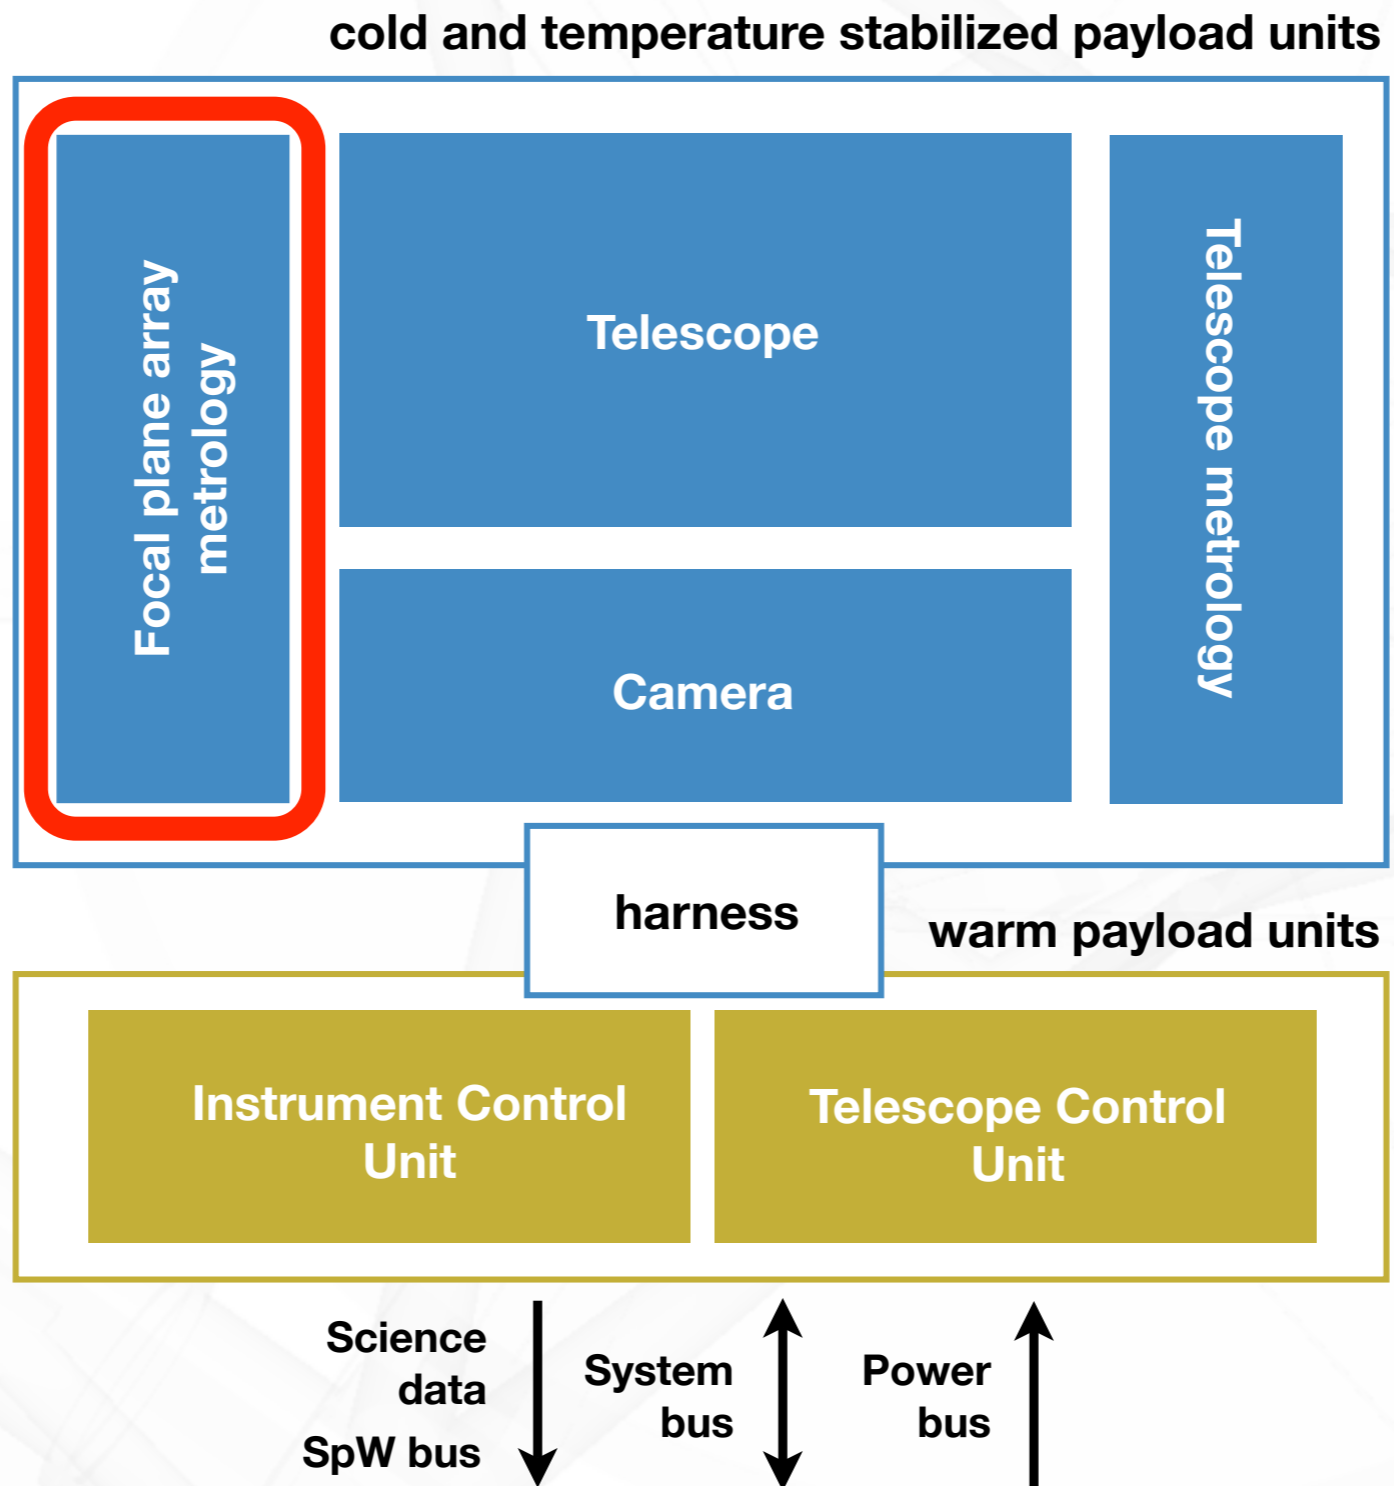 cold and temperature stabilized payload units
Focal plane array
metrology
Telescope
Camera
Telescope metrology
harness
warm payload units
Instrument Control
Unit
Telescope Control
Unit
Science
data
SpW bus
System
bus
Power
bus